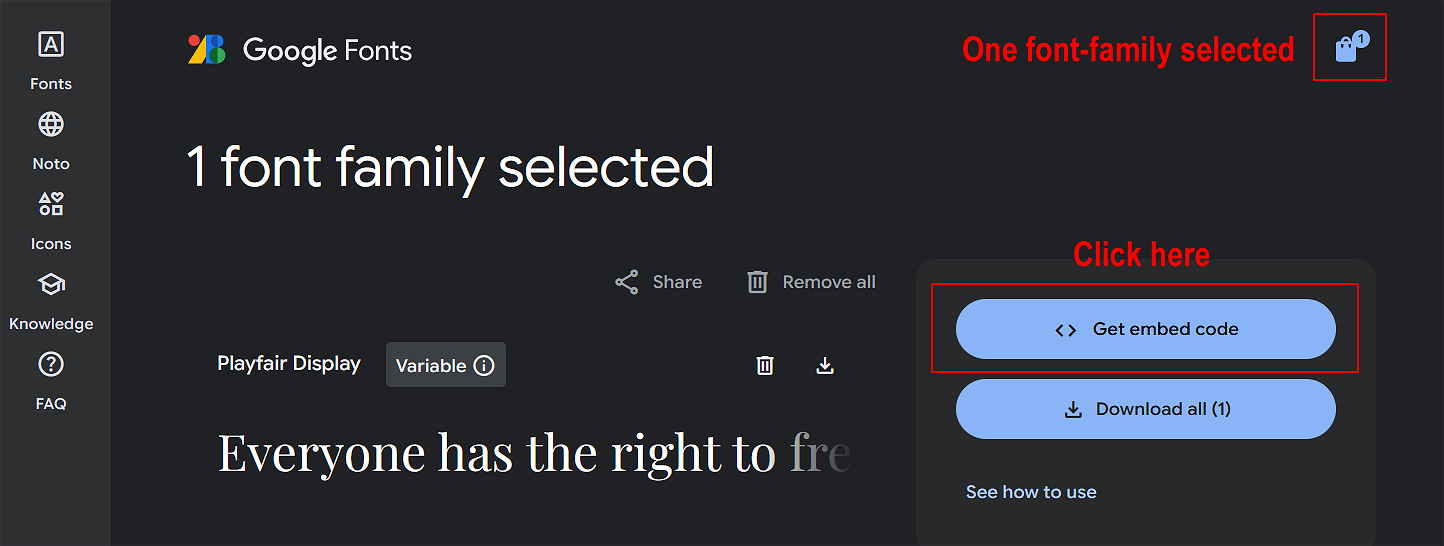 Fonts
Noto
Icons
Knowledge
FAQ
Google Fonts
One font-family selected
1
1 font family selected
Share
Remove all
Click here
Get embed code
Download all (1)
See how to use
Playfair Display
Variable
Everyone has the right to fre